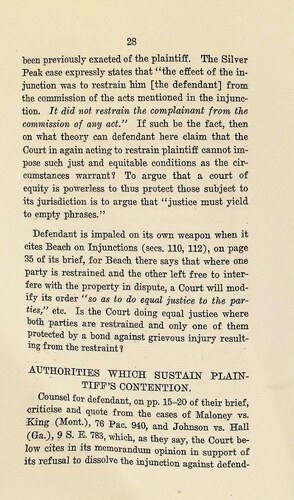 28
been previously exacted of the plaintiff. The Silver
Peak case expressly states that "the effect of the in-
junction was to restrain him [the defendant] from
the commission of the acts mentioned in the injunc-
tion. It did not restrain the complainant from the
commission of any act." If such be the fact, then
on what theory can defendant here claim that the
Court in again acting to restrain plaintiff cannot im-
pose such just and equitable conditions as the cir-
cumstances warrant? To argue that a court of
equity is powerless to thus protect those subject to
its jurisdiction is to argue that "justice must yield
to empty phrases."
Defendant is impaled on its own weapon when it
cites Beach on Injunctions (secs. 110, 112), on page
35 of its brief, for Beach there says that where one
party is restrained and the other left free to inter-
fere with the property in dispute, a Court will mod-
ify its order "so as to do equal justice to the par-
ties," etc. Is the Court doing equal justice where
both parties are restrained and only one of them
protected by a bond against grievous injury result-
ing from the restraint?
AUTHORITIES WHICH SUSTAIN PLAIN-
TIFF'S CONTENTION.
Counsel for defendant, on pp. 15-20 of their brief,
criticise and quote from the cases of Maloney vs.
King (Mont.), 76 Pac. 940, and Johnson vs. Hall
(Ga.), 9 S. E. 783, which, as they say, the Court be-
low cites in its memorandum opinion in support of
its refusal to dissolve the injunction against defend-